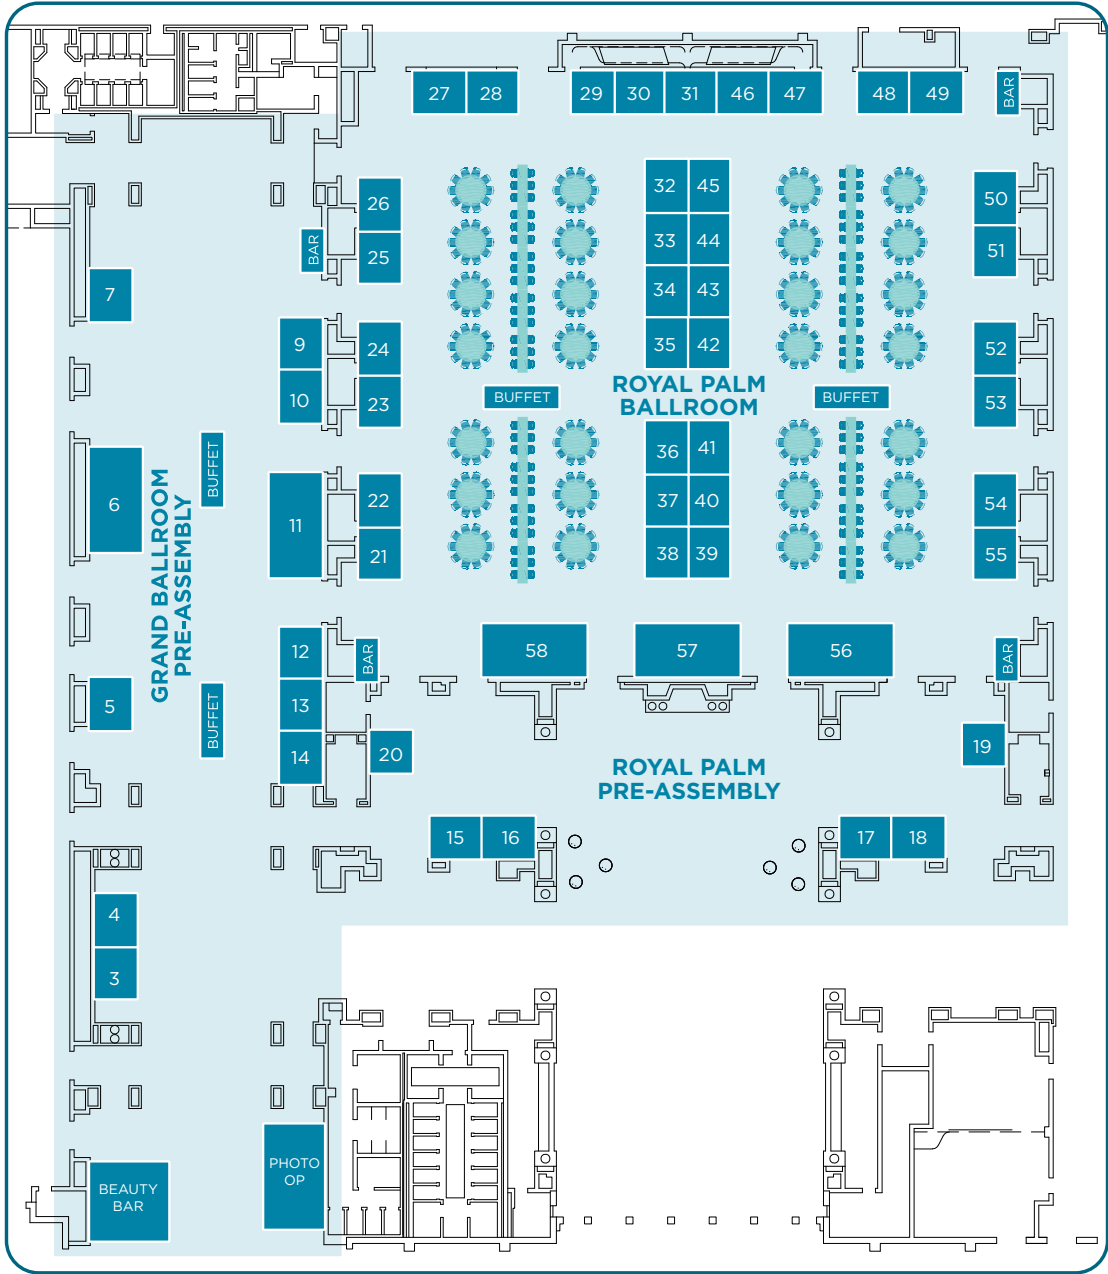 27 28 29 30 31 46 47 48 49 BAR
26 32 45 50
BAR 25 33 44 51
7 34 43
9 24 35 42 52
10 23 BUFFET ROYAL PALM BUFFET 53
BALLROOM
BUFFET 36 41
6 11 22 37 40 54
21 38 39 55
GRAND BALLROOM
PRE-ASSEMBLY
12 BAR 58 57 56 BAR
5 13 BUFFET
14 20 19
ROYAL PALM
PRE-ASSEMBLY
15 16 17 18
4
3
PHOTO
OP
BEAUTY
BAR